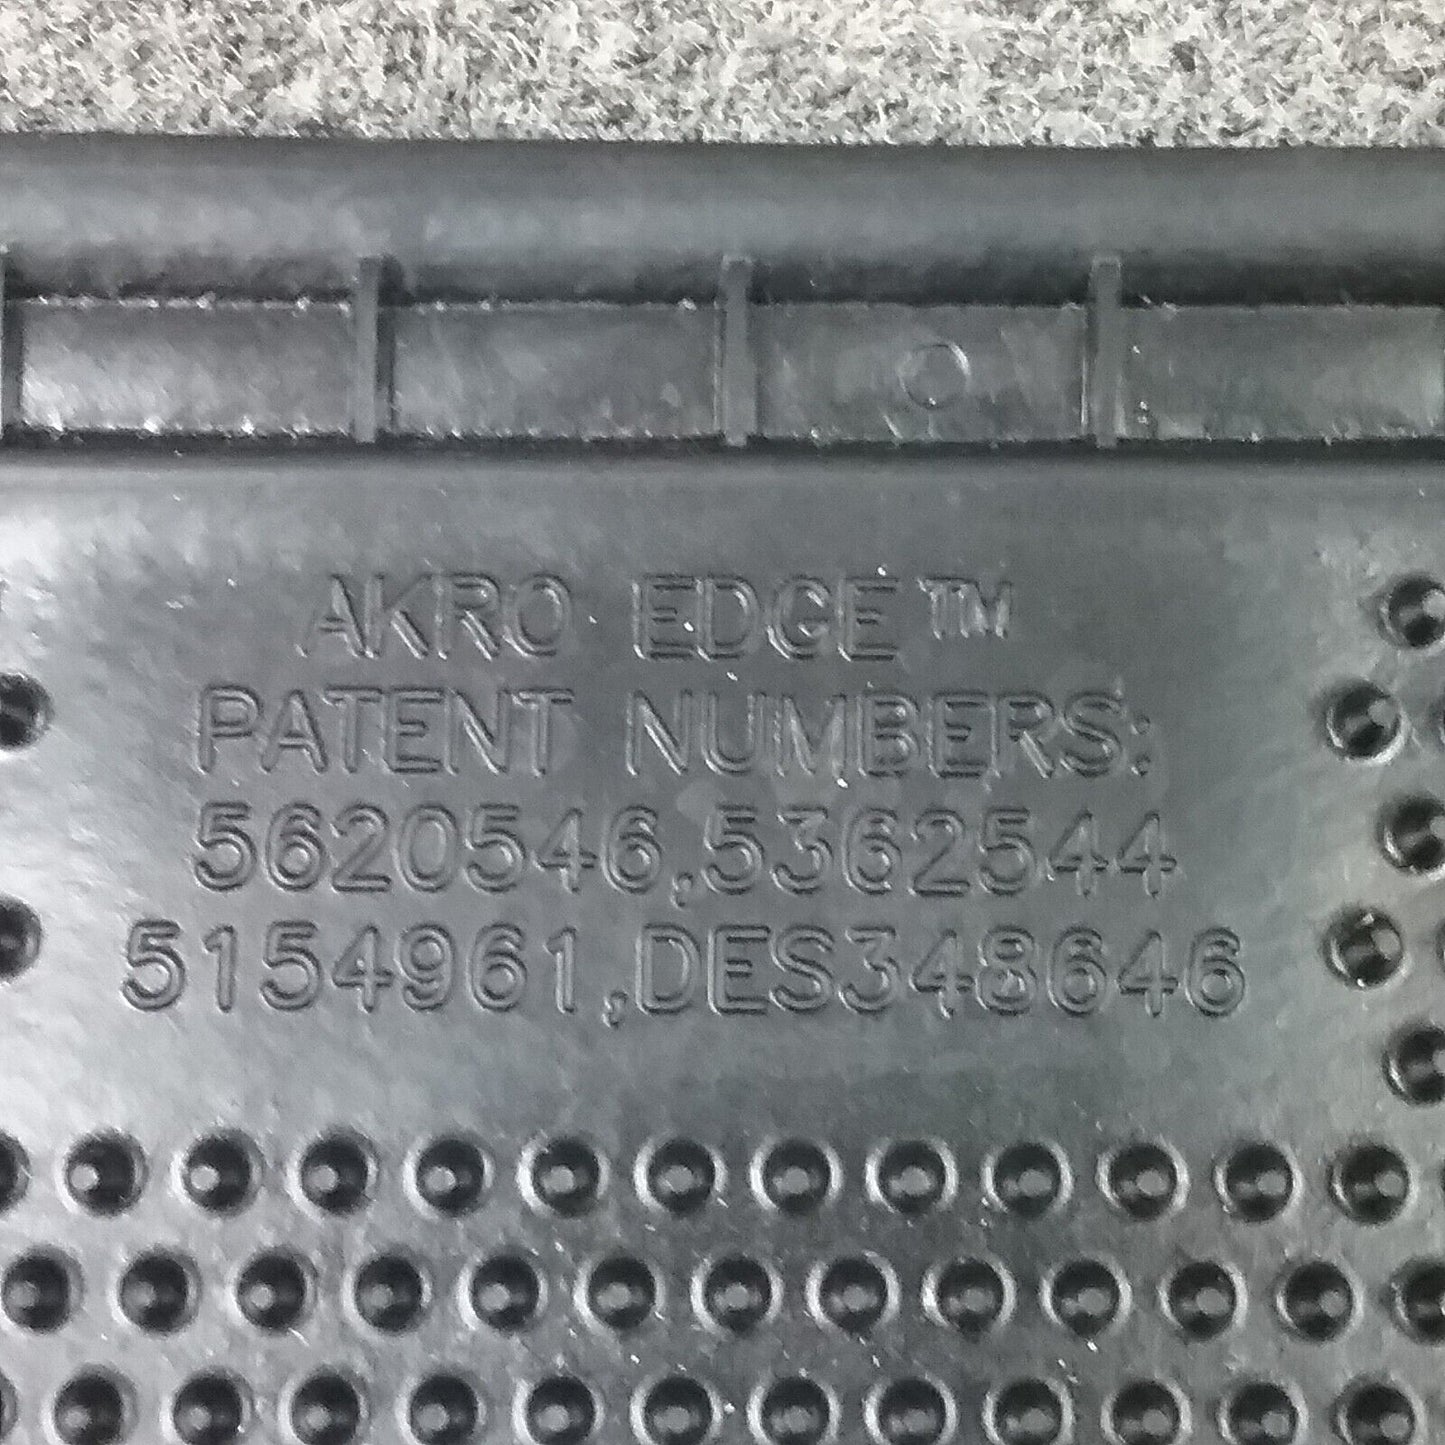 AKRO EDGE™
PATENT NUMBERS:
5620546,5362544
5154961,DES348646